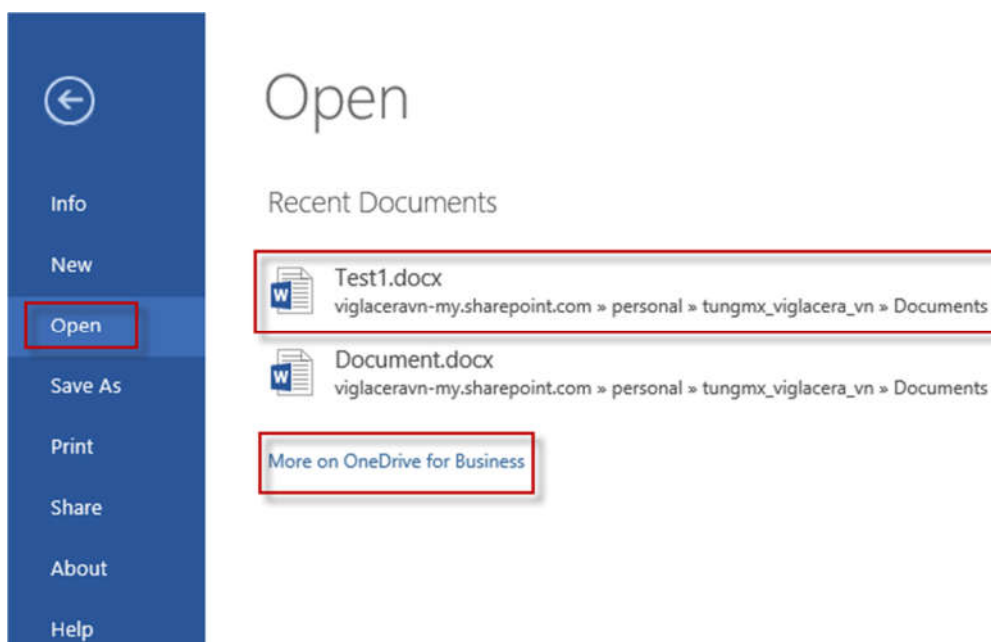 Open
Info
New
Open
Save As
Print
Share
About
Help
Recent Documents
Test1.docx
viglaceravn-my.sharepoint.com » personal » tungmx_viglacera_vn » Documents
Document.docx
viglaceravn-my.sharepoint.com » personal » tungmx_viglacera_vn » Documents
More on OneDrive for Business